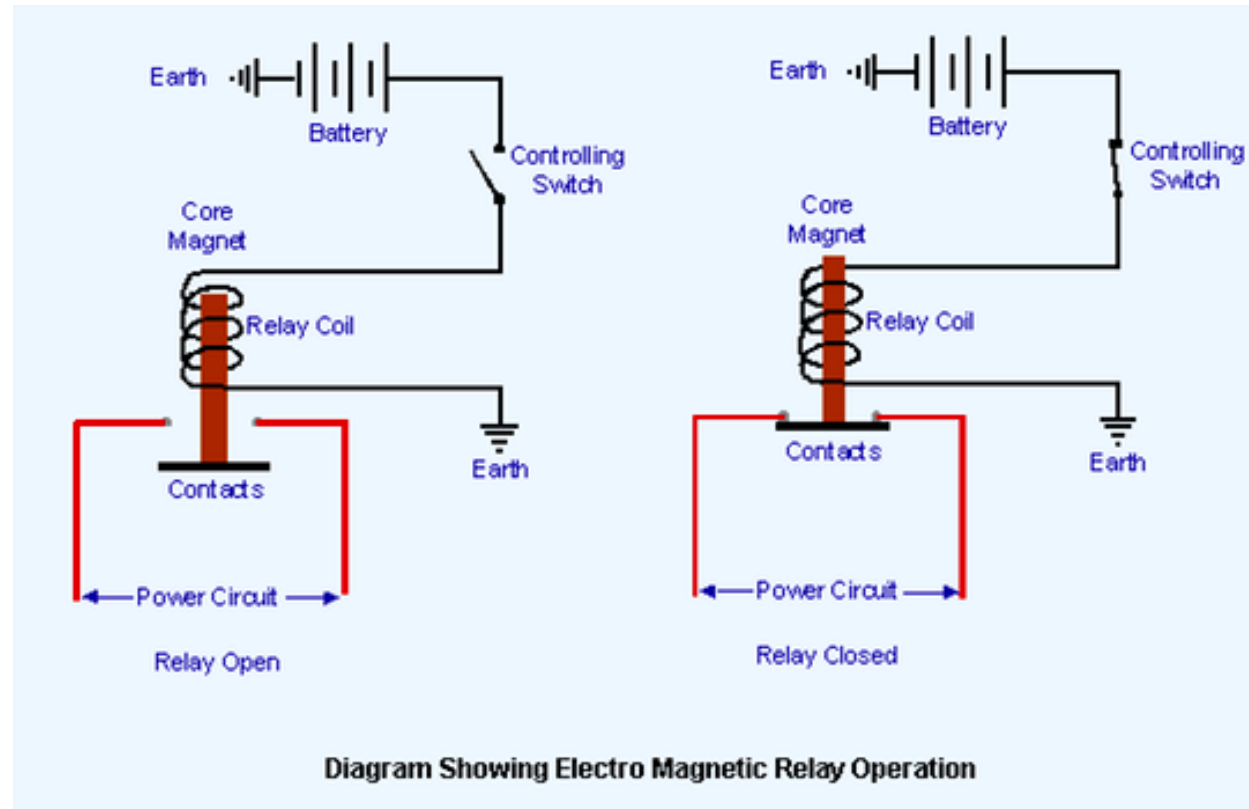 Earth
Battery
Controlling
Switch
Core
Magnet
Relay Coil
Earth
Contacts
Power Circuit
Relay Open
Earth
Battery
Controlling
Switch
Core
Magnet
Relay Coil
Contacts
Earth
Power Circuit
Relay Closed
Diagram Showing Electro Magnetic Relay Operation